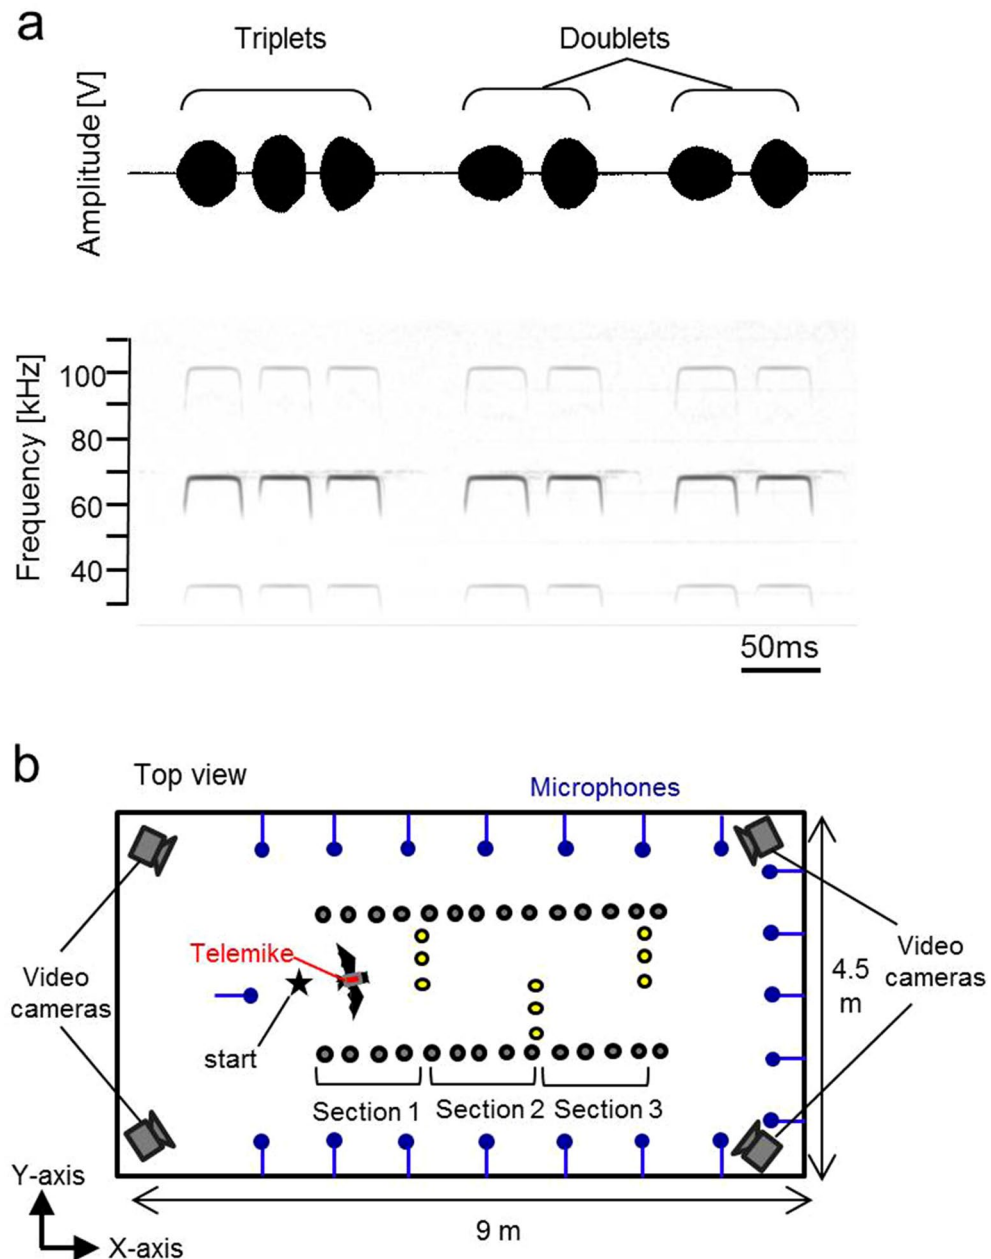 a
Triplets
Doublets
Amplitude [V]
Frequency [kHz]
100
80
60
40
50ms
b
Top view
Microphones
Telemike
Video
cameras
start
Video
cameras
4.5
m
Section 1
Section 2
Section 3
Y-axis
X-axis
9 m